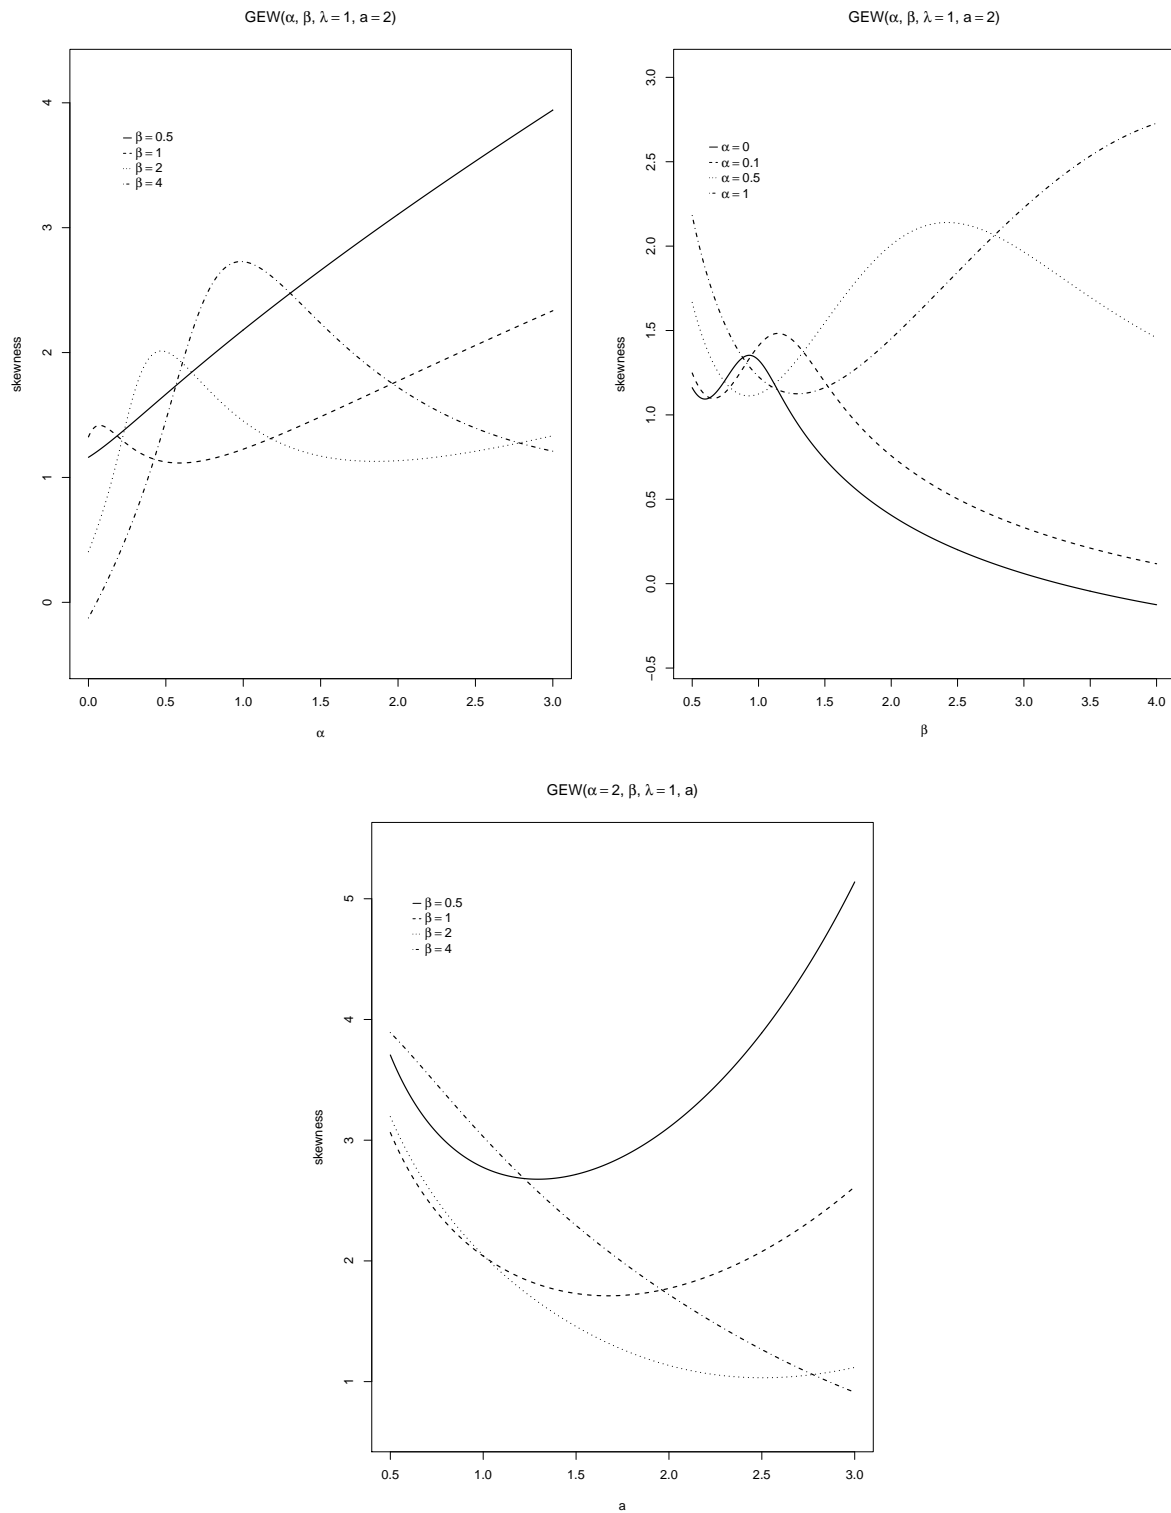 GEW(α, β, λ = 1, a = 2)
skewness
4
3
2
1
0
β = 0.5
β = 1
β = 2
β = 4
0.0 0.5 1.0 1.5 2.0 2.5 3.0
α
GEW(α, β, λ = 1, a = 2)
skewness
3.0
2.5
2.0
1.5
1.0
0.5
0.0
−0.5
α = 0
α = 0.1
α = 0.5
α = 1
0.5 1.0 1.5 2.0 2.5 3.0 3.5 4.0
β
GEW(α = 2, β, λ = 1, a)
skewness
5
4
3
2
1
β = 0.5
β = 1
β = 2
β = 4
0.5 1.0 1.5 2.0 2.5 3.0
a